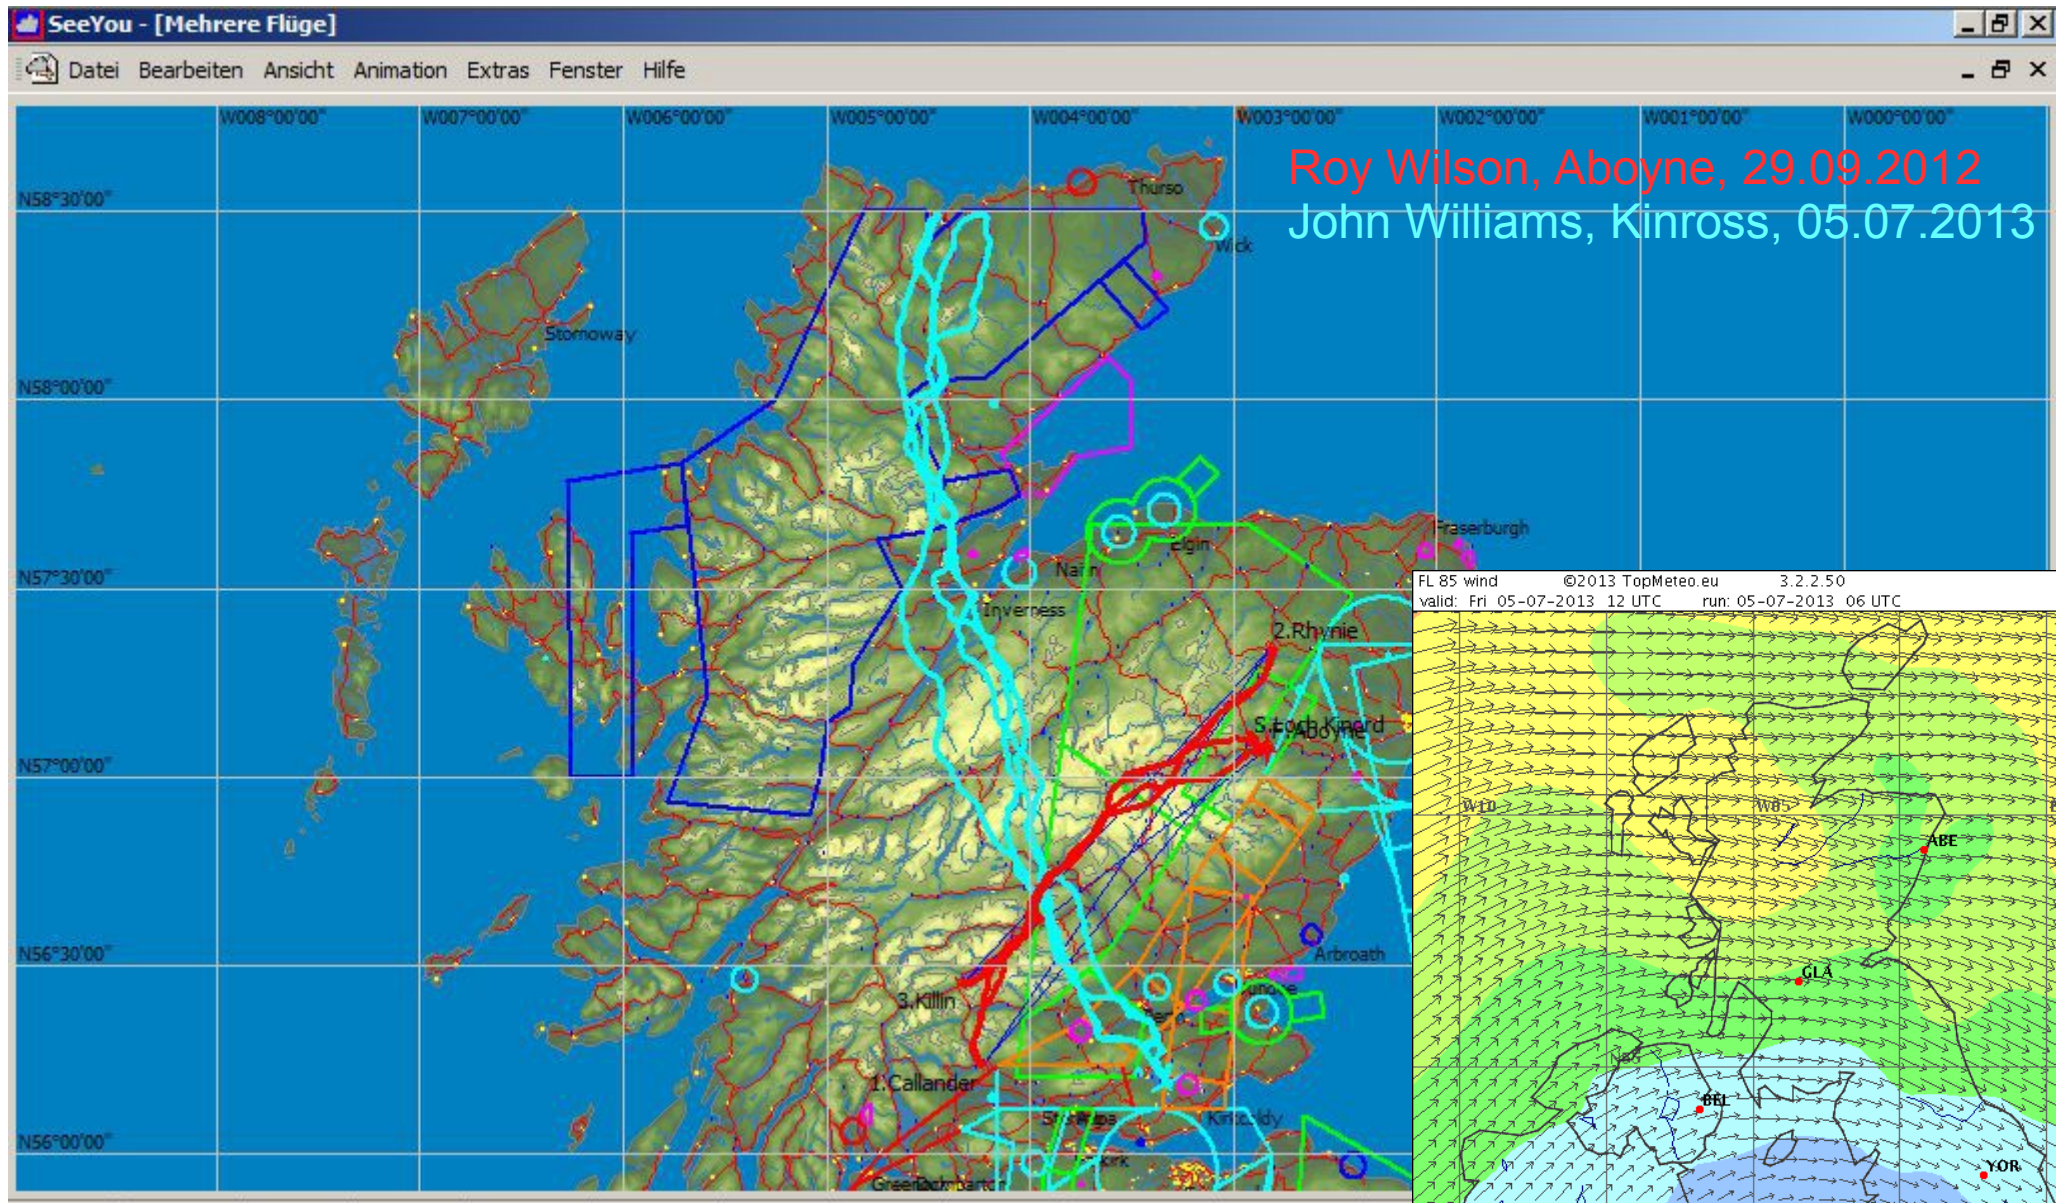 SeeYou - [Mehrere Flüge]
Datei Bearbeiten Ansicht Animation Extras Fenster Hilfe
W008°00'00" W007°00'00" W006°00'00" W005°00'00" W004°00'00" W003°00'00" W002°00'00" W001°00'00" W000°00'00"
Roy Wilson, Aboyne, 29.09.2012
John Williams, Kinross, 05.07.2013
Thurso
N58°30'00"
Wick
Stornoway
N58°00'00"
Fraserburgh
Elgin
Nairn
N57°30'00"
Inverness
2.Rhynie
S.Loch Kinord
Aboyne
N57°00'00"
N56°30'00"
Arbroath
3.Killin
1.Callander
Kirkcaldy
N56°00'00"
FL 85 wind ©2013 TopMeteo.eu 3.2.2.50
valid: Fri 05-07-2013 12 UTC run: 05-07-2013 06 UTC
W10 W05
ABE
GLA
N55
BEL
YOR